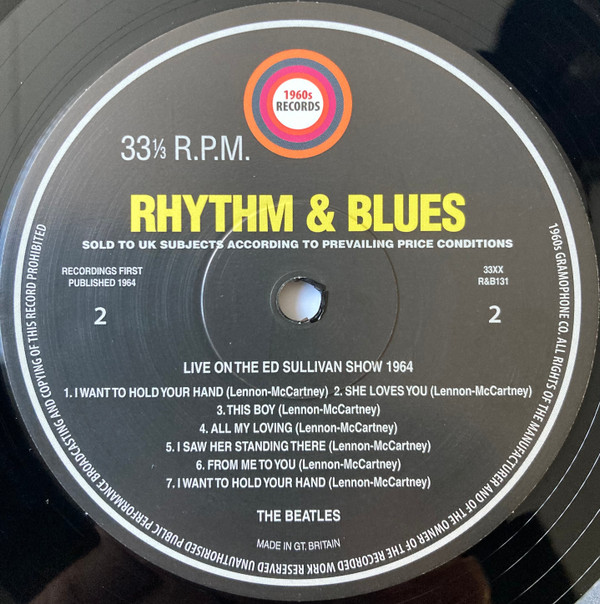 1960s
RECORDS
33⅓ R.P.M.
RHYTHM & BLUES
SOLD TO UK SUBJECTS ACCORDING TO PREVAILING PRICE CONDITIONS
RECORDINGS FIRST
PUBLISHED 1964
33XX
R&B131
2
2
LIVE ON THE ED SULLIVAN SHOW 1964
1. I WANT TO HOLD YOUR HAND (Lennon-McCartney) 2. SHE LOVES YOU (Lennon-McCartney)
3. THIS BOY (Lennon-McCartney)
4. ALL MY LOVING (Lennon-McCartney)
5. I SAW HER STANDING THERE (Lennon-McCartney)
6. FROM ME TO YOU (Lennon-McCartney)
7. I WANT TO HOLD YOUR HAND (Lennon-McCartney)
THE BEATLES
MADE IN GT. BRITAIN
1960s GRAMOPHONE CO. ALL RIGHTS OF THE MANUFACTURER AND OF THE OWNER OF THE RECORDED WORK RESERVED UNAUTHORISED PUBLIC PERFORMANCE BROADCASTING AND COPYING OF THIS RECORD PROHIBITED